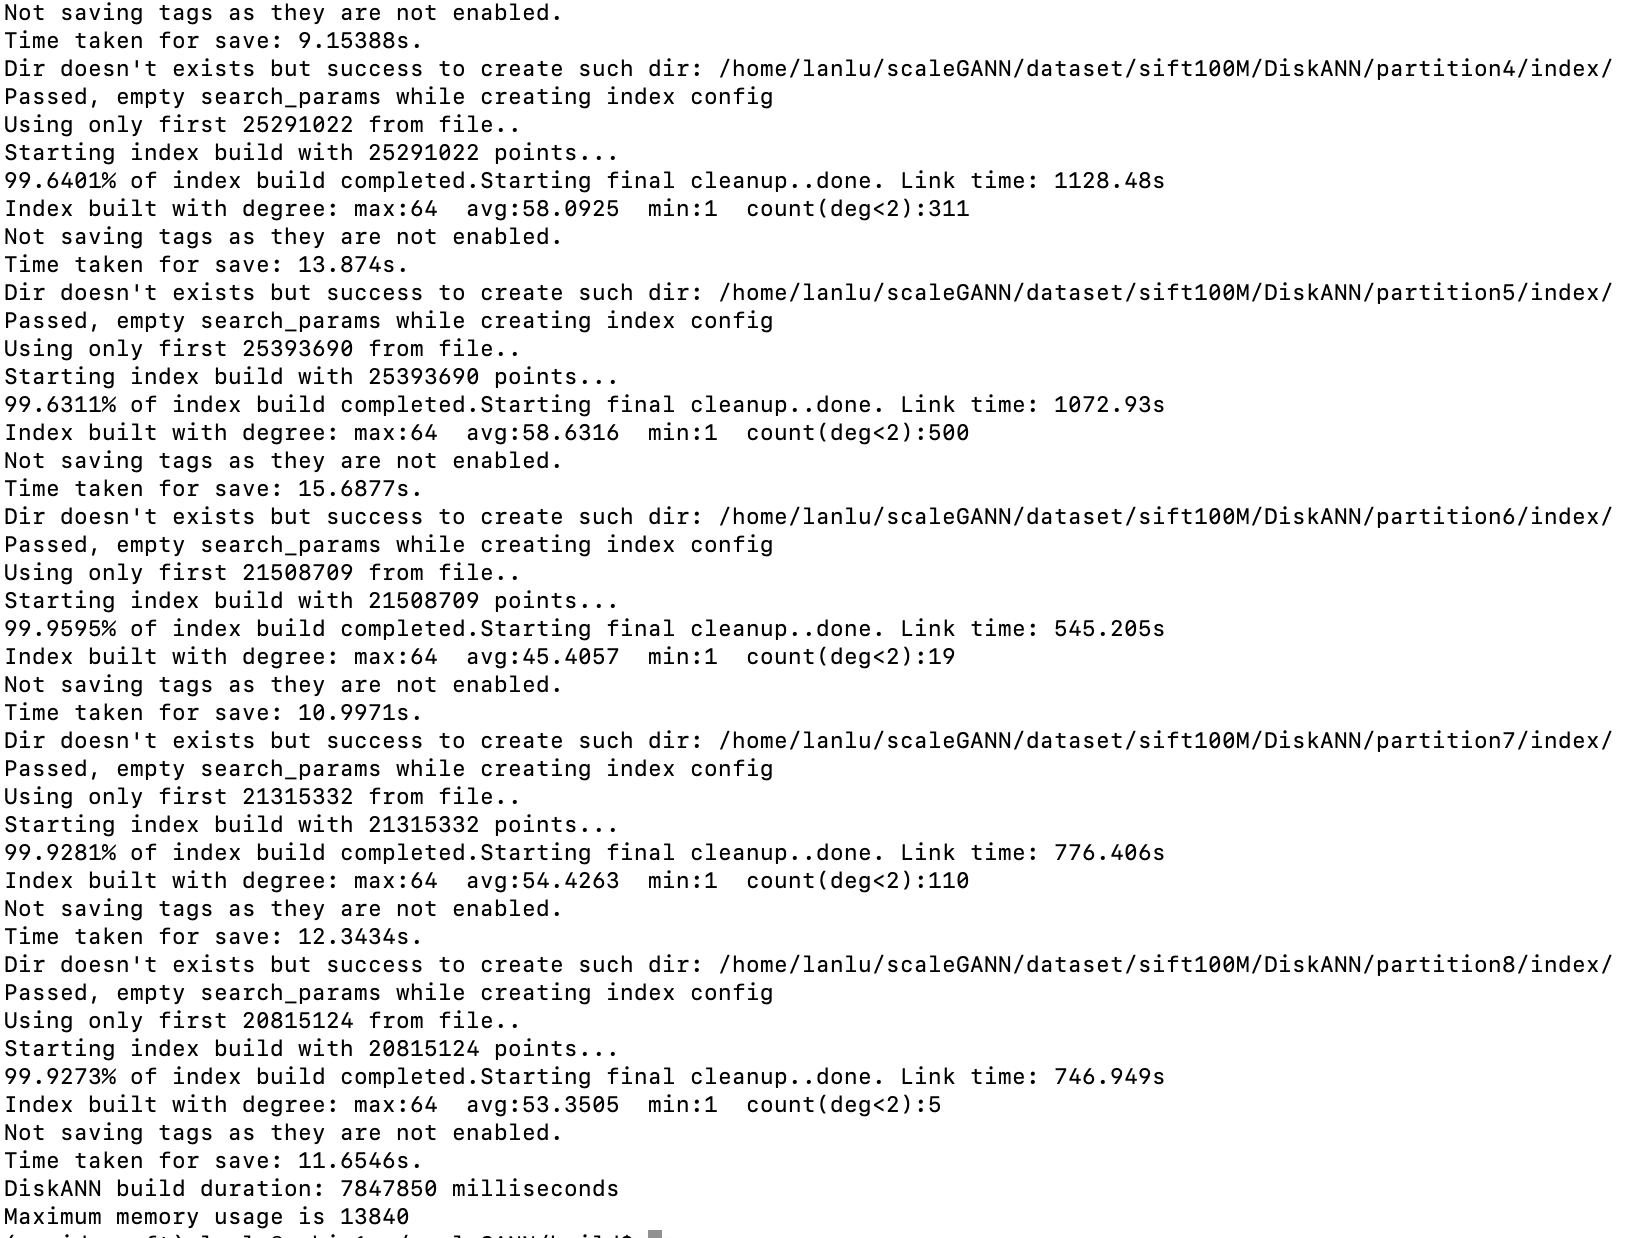 Not saving tags as they are not enabled.
Time taken for save: 9.15388s.
Dir doesn't exists but success to create such dir: /home/lanlu/scaleGANN/dataset/sift100M/DiskANN/partition4/index/
Passed, empty search_params while creating index config
Using only first 25291022 from file..
Starting index build with 25291022 points...
99.6401% of index build completed.Starting final cleanup..done. Link time: 1128.48s
Index built with degree: max:64  avg:58.0925  min:1  count(deg<2):311
Not saving tags as they are not enabled.
Time taken for save: 13.874s.
Dir doesn't exists but success to create such dir: /home/lanlu/scaleGANN/dataset/sift100M/DiskANN/partition5/index/
Passed, empty search_params while creating index config
Using only first 25393690 from file..
Starting index build with 25393690 points...
99.6311% of index build completed.Starting final cleanup..done. Link time: 1072.93s
Index built with degree: max:64  avg:58.6316  min:1  count(deg<2):500
Not saving tags as they are not enabled.
Time taken for save: 15.6877s.
Dir doesn't exists but success to create such dir: /home/lanlu/scaleGANN/dataset/sift100M/DiskANN/partition6/index/
Passed, empty search_params while creating index config
Using only first 21508709 from file..
Starting index build with 21508709 points...
99.9595% of index build completed.Starting final cleanup..done. Link time: 545.205s
Index built with degree: max:64  avg:45.4057  min:1  count(deg<2):19
Not saving tags as they are not enabled.
Time taken for save: 10.9971s.
Dir doesn't exists but success to create such dir: /home/lanlu/scaleGANN/dataset/sift100M/DiskANN/partition7/index/
Passed, empty search_params while creating index config
Using only first 21315332 from file..
Starting index build with 21315332 points...
99.9281% of index build completed.Starting final cleanup..done. Link time: 776.406s
Index built with degree: max:64  avg:54.4263  min:1  count(deg<2):110
Not saving tags as they are not enabled.
Time taken for save: 12.3434s.
Dir doesn't exists but success to create such dir: /home/lanlu/scaleGANN/dataset/sift100M/DiskANN/partition8/index/
Passed, empty search_params while creating index config
Using only first 20815124 from file..
Starting index build with 20815124 points...
99.9273% of index build completed.Starting final cleanup..done. Link time: 746.949s
Index built with degree: max:64  avg:53.3505  min:1  count(deg<2):5
Not saving tags as they are not enabled.
Time taken for save: 11.6546s.
DiskANN build duration: 7847850 milliseconds
Maximum memory usage is 13840